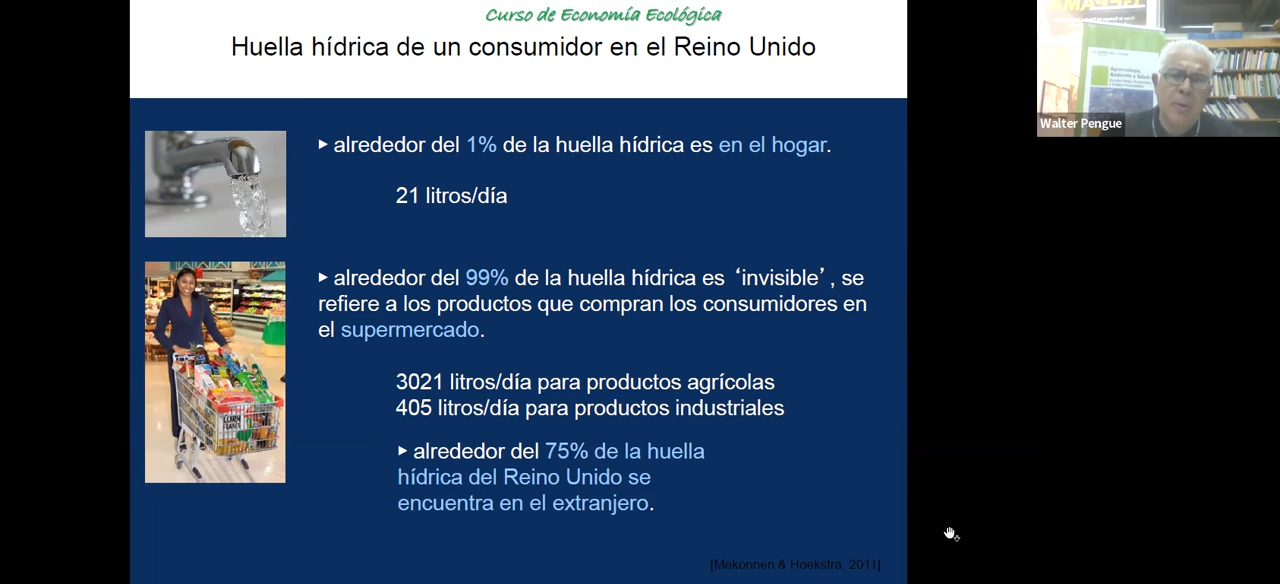 Curso de Economía Ecológica
Huella hídrica de un consumidor en el Reino Unido
Walter Pengue
alrededor del 1% de la huella hídrica es en el hogar.
21 litros/día
alrededor del 99% de la huella hídrica es ‘invisible’, se
refiere a los productos que compran los consumidores en
el supermercado.
3021 litros/día para productos agrícolas
405 litros/día para productos industriales
alrededor del 75% de la huella
hídrica del Reino Unido se
encuentra en el extranjero.
[Mekonnen & Hoekstra, 2011]
CORN
FLAKES